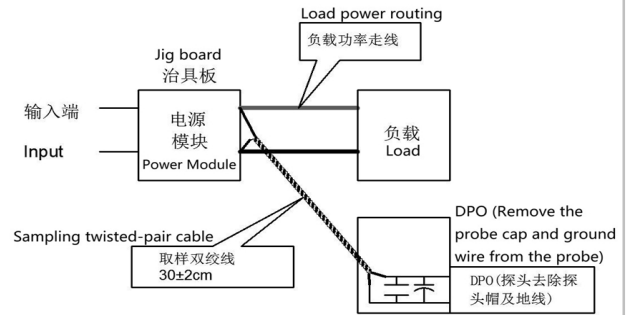 Load power routing
负载功率走线
Jig board
治具板
输入端
Input
电源
模块
Power Module
负载
Load
Sampling twisted-pair cable
取样双绞线
30±2cm
DPO (Remove the
probe cap and ground
wire from the probe)
DPO(探头去除探
头帽及地线)